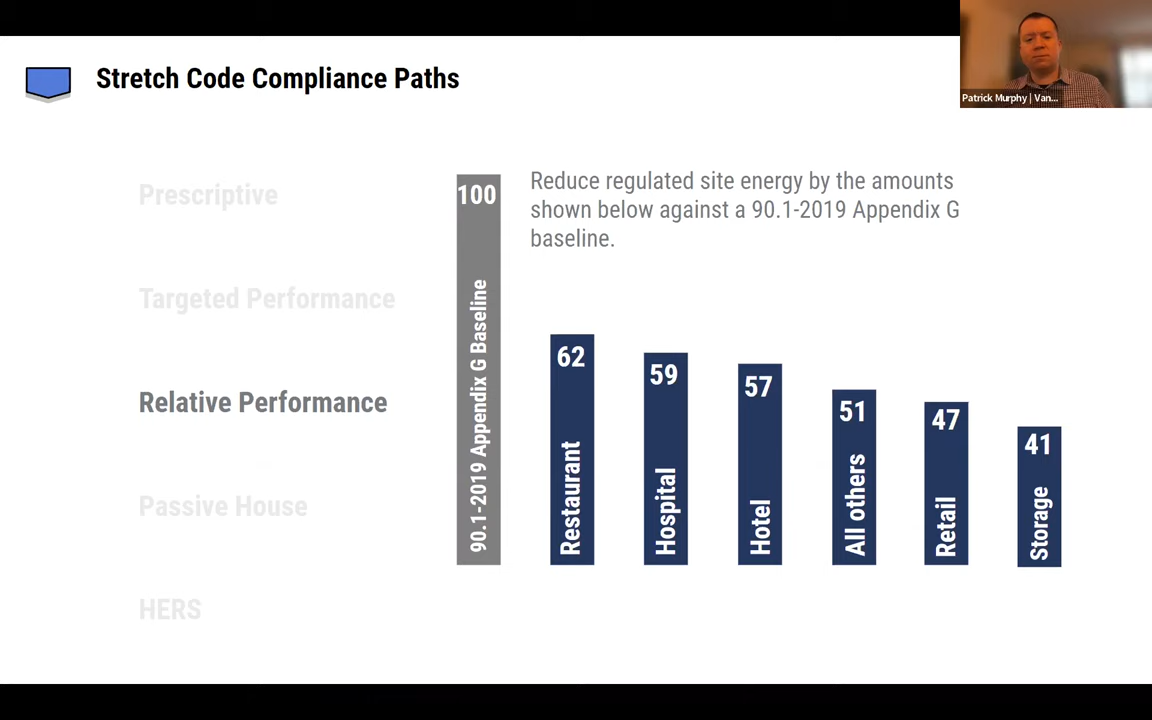 Stretch Code Compliance Paths
Patrick Murphy | Van...
Prescriptive
Targeted Performance
Relative Performance
Passive House
HERS
Reduce regulated site energy by the amounts
shown below against a 90.1-2019 Appendix G
baseline.
100
90.1-2019 Appendix G Baseline
62
Restaurant
59
Hospital
57
Hotel
51
All others
47
Retail
41
Storage